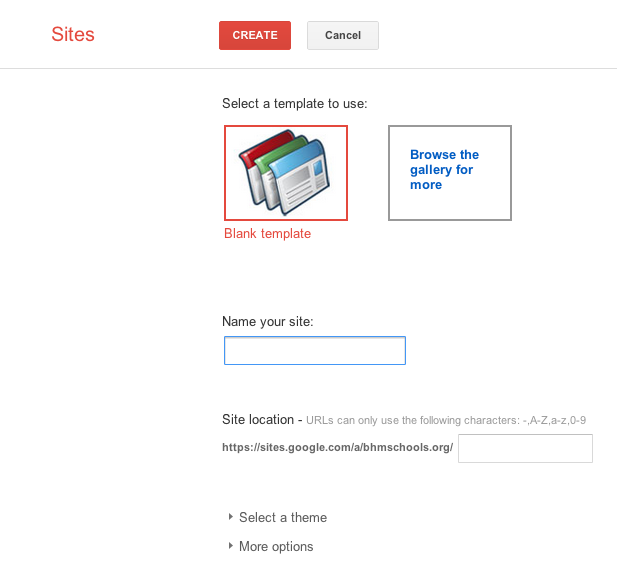 Sites
CREATE
Cancel
Select a template to use:
Browse the
gallery for
more
Blank template
Name your site:
Site location - URLs can only use the following characters: -,A-Z,a-z,0-9
https://sites.google.com/a/bhmschools.org/
Select a theme
More options